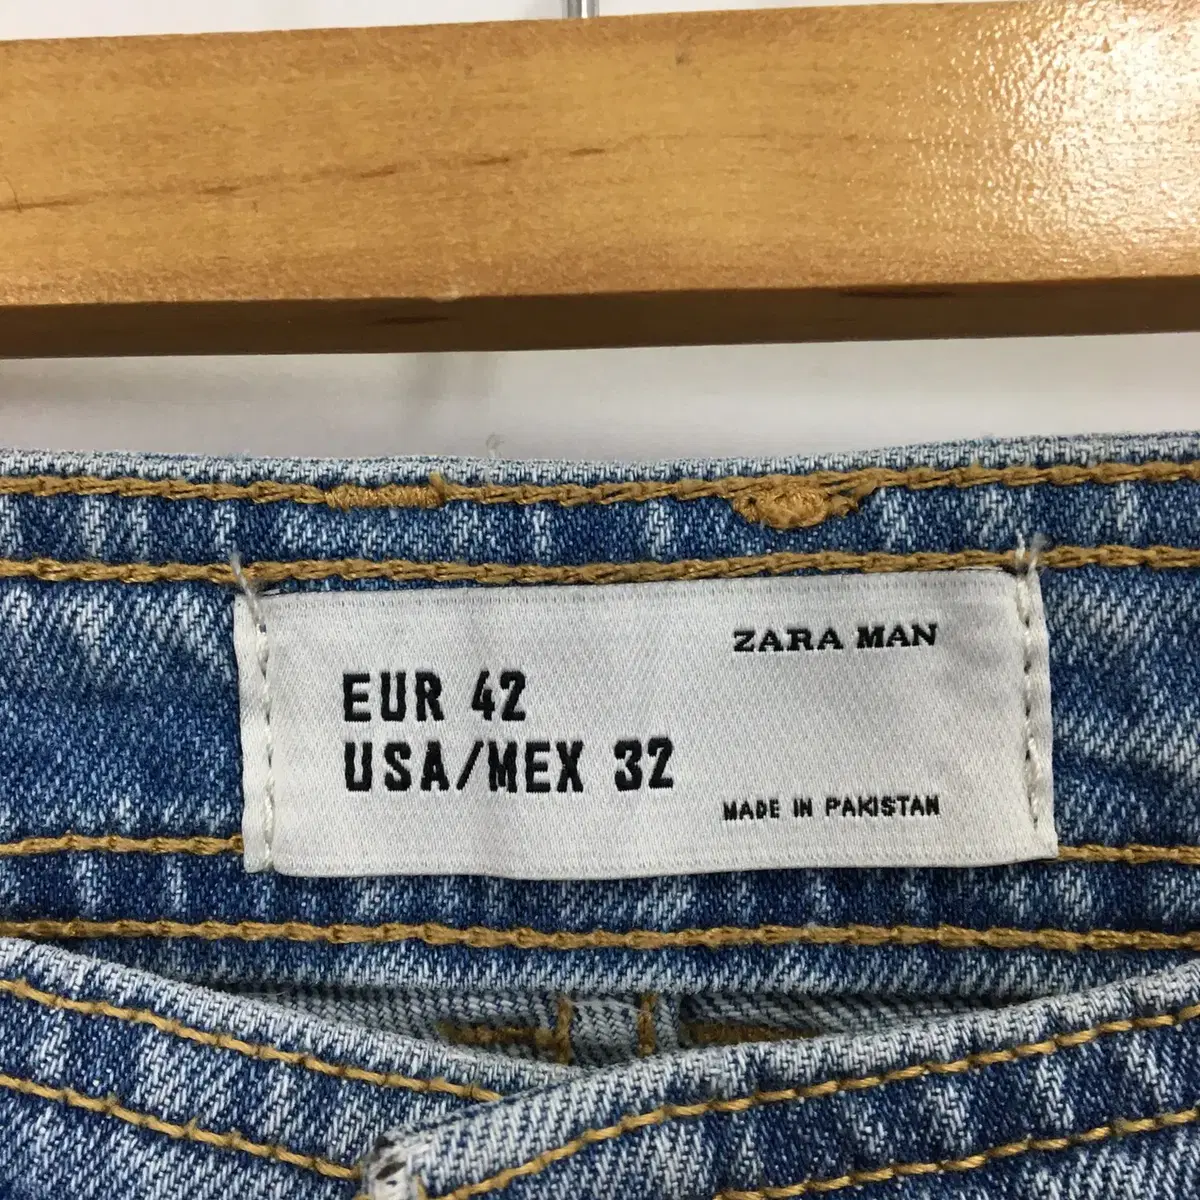 ZARA MAN
EUR 42
USA/MEX 32
MADE IN PAKISTAN